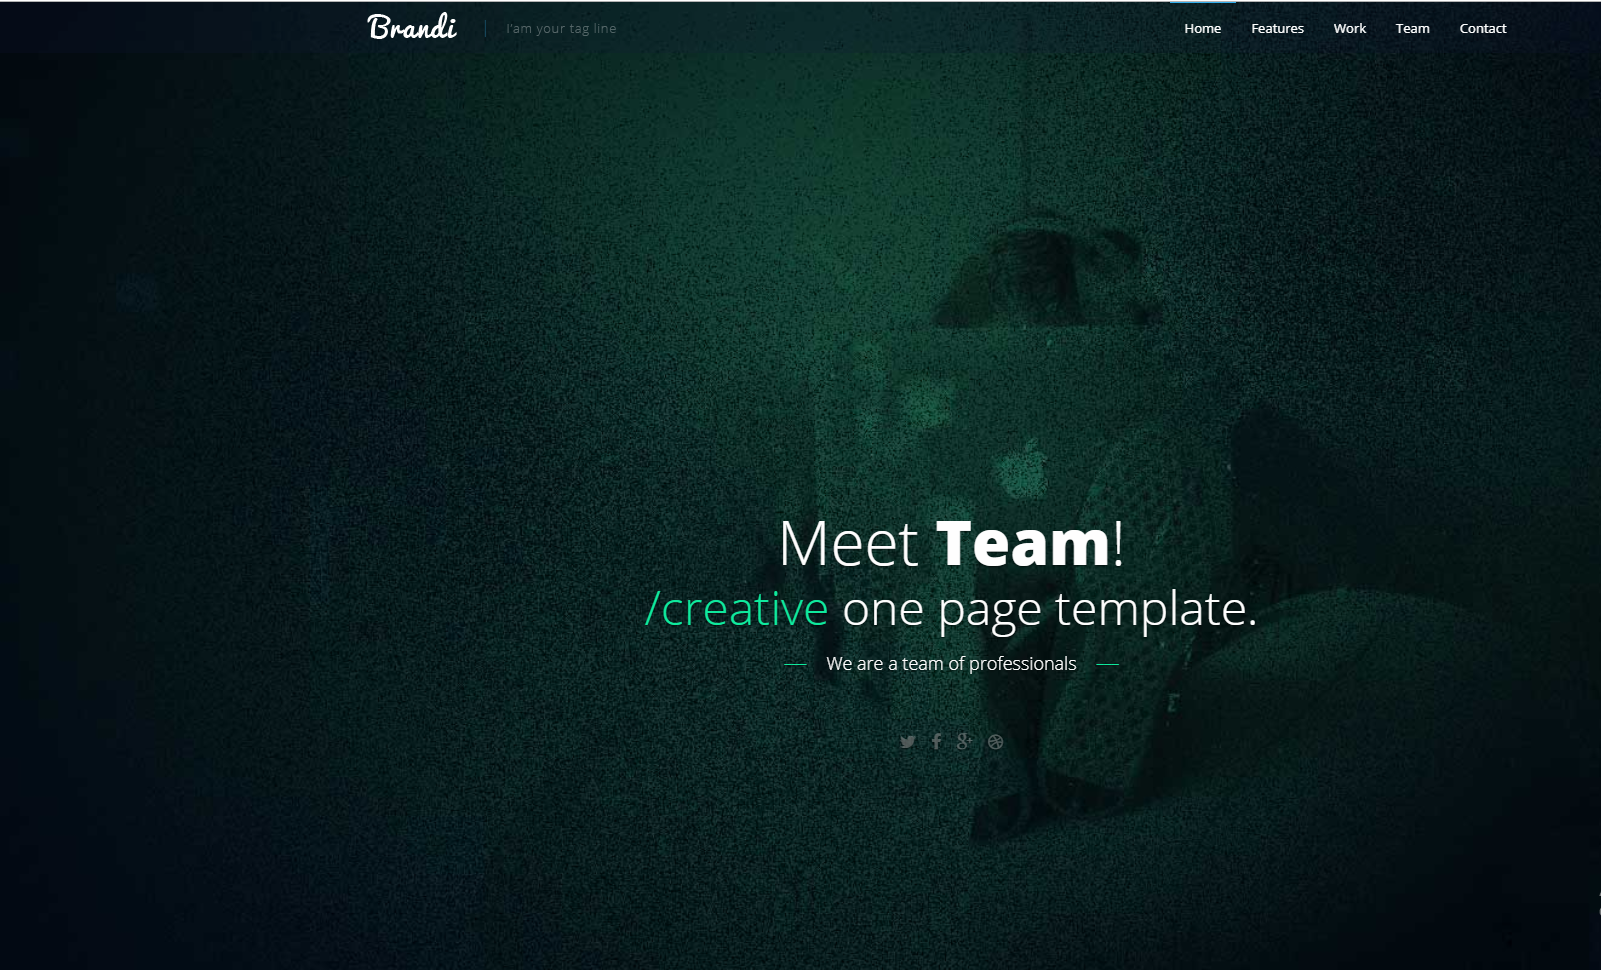 Brandi
I'am your tag line
Home Features Work Team Contact
Meet Team!
/creative one page template.
We are a team of professionals